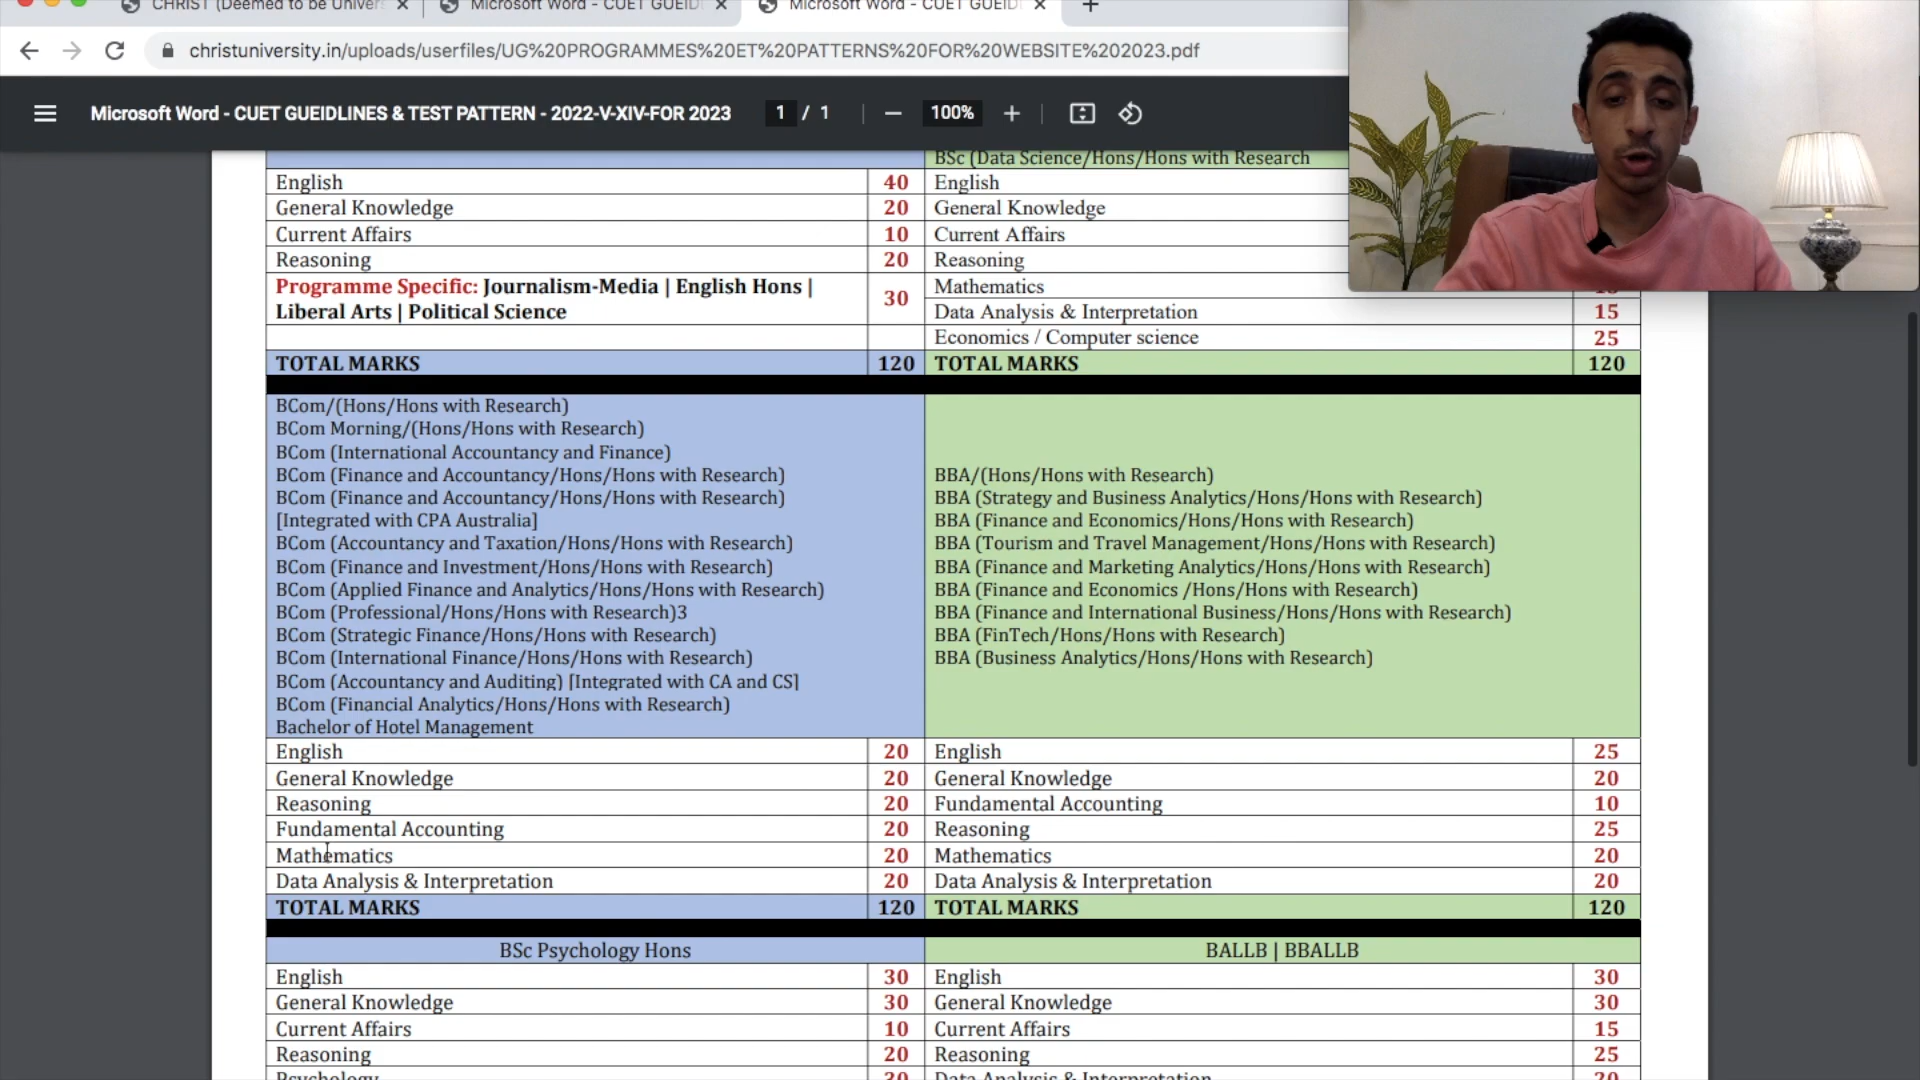 CHRIST (Deemed to be Univers
Microsoft Word - CUET GUEIDL
Microsoft Word - CUET GUEIDL
christuniversity.in/uploads/userfiles/UG%20PROGRAMMES%20ET%20PATTERNS%20FOR%20WEBSITE%202023.pdf
Microsoft Word - CUET GUEIDLINES & TEST PATTERN - 2022-V-XIV-FOR 2023 1 / 1 100%
BSc (Data Science/Hons/Hons with Research
English 40 English
General Knowledge 20 General Knowledge
Current Affairs 10 Current Affairs
Reasoning 20 Reasoning
Programme Specific: Journalism-Media | English Hons |
Liberal Arts | Political Science 30
Mathematics
Data Analysis & Interpretation 15
Economics / Computer science 25
TOTAL MARKS 120 TOTAL MARKS 120
BCom/(Hons/Hons with Research)
BCom Morning/(Hons/Hons with Research)
BCom (International Accountancy and Finance)
BCom (Finance and Accountancy/Hons/Hons with Research)
BCom (Finance and Accountancy/Hons/Hons with Research)
[Integrated with CPA Australia]
BCom (Accountancy and Taxation/Hons/Hons with Research)
BCom (Finance and Investment/Hons/Hons with Research)
BCom (Applied Finance and Analytics/Hons/Hons with Research)
BCom (Professional/Hons/Hons with Research)3
BCom (Strategic Finance/Hons/Hons with Research)
BCom (International Finance/Hons/Hons with Research)
BCom (Accountancy and Auditing) [Integrated with CA and CS]
BCom (Financial Analytics/Hons/Hons with Research)
Bachelor of Hotel Management
BBA/(Hons/Hons with Research)
BBA (Strategy and Business Analytics/Hons/Hons with Research)
BBA (Finance and Economics/Hons/Hons with Research)
BBA (Tourism and Travel Management/Hons/Hons with Research)
BBA (Finance and Marketing Analytics/Hons/Hons with Research)
BBA (Finance and Economics /Hons/Hons with Research)
BBA (Finance and International Business/Hons/Hons with Research)
BBA (FinTech/Hons/Hons with Research)
BBA (Business Analytics/Hons/Hons with Research)
English 20 English 25
General Knowledge 20 General Knowledge 20
Reasoning 20 Fundamental Accounting 10
Fundamental Accounting 20 Reasoning 25
Mathematics 20 Mathematics 20
Data Analysis & Interpretation 20 Data Analysis & Interpretation 20
TOTAL MARKS 120 TOTAL MARKS 120
BSc Psychology Hons BALLB | BBALLB
English 30 English 30
General Knowledge 30 General Knowledge 30
Current Affairs 10 Current Affairs 15
Reasoning 20 Reasoning 25
Psychology 30 Data Analysis & Interpretation 20